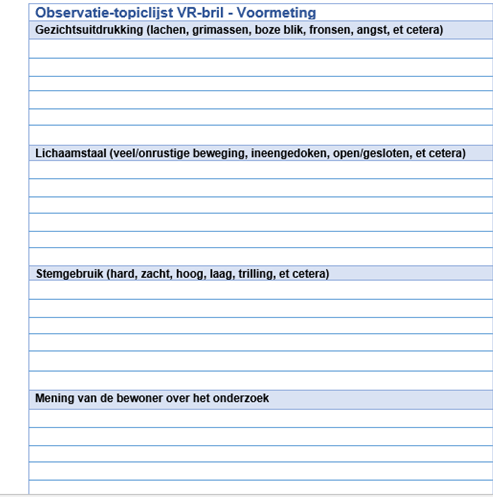 Observatie-topiclijst VR-bril - Voormeting
Gezichtsuitdrukking (lachen, grimassen, boze blik, fronsen, angst, et cetera)
Lichaamstaal (veel/onrustige beweging, ineengedoken, open/gesloten, et cetera)
Stemgebruik (hard, zacht, hoog, laag, trilling, et cetera)
Mening van de bewoner over het onderzoek